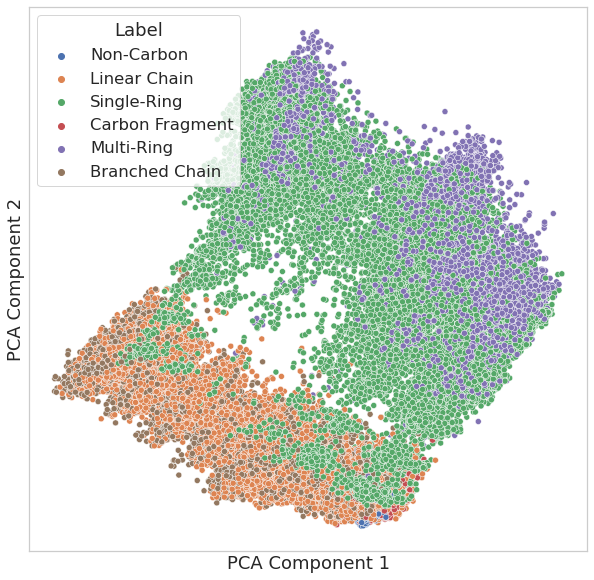 Label
Non-Carbon
Linear Chain
Single-Ring
Carbon Fragment
Multi-Ring
Branched Chain
PCA Component 2
PCA Component 1